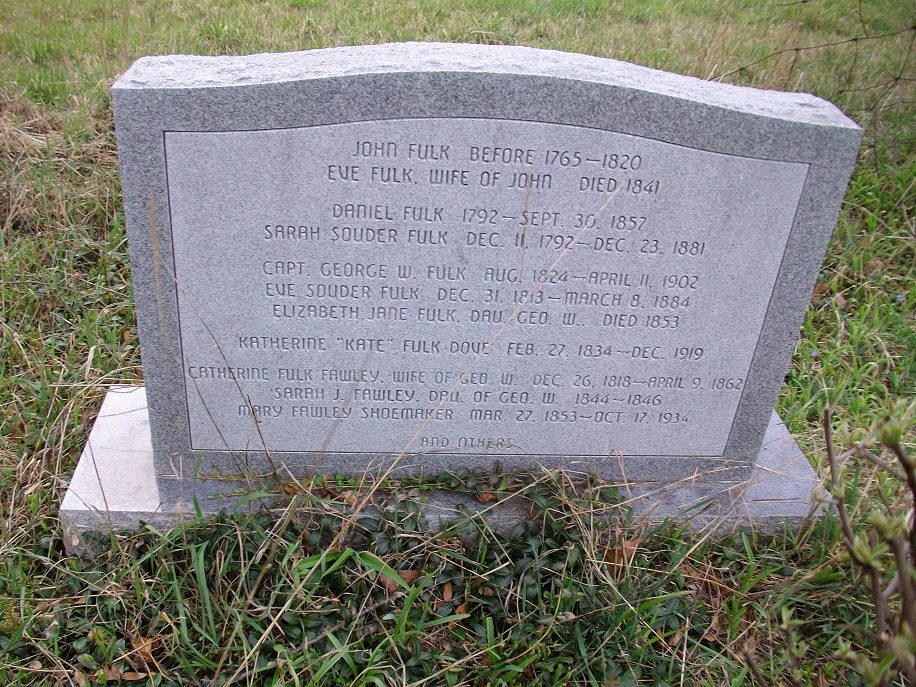 JOHN FULK BEFORE 1765–1820
EVE FULK, WIFE OF JOHN DIED 1841
DANIEL FULK 1792–SEPT. 30, 1857
SARAH SOUDER FULK DEC. 11, 1792–DEC. 23, 1881
CAPT. GEORGE W. FULK AUG. 1824–APRIL 11, 1902
EVE SOUDER FULK DEC. 31, 1813–MARCH 8, 1884
ELIZABETH JANE FULK, DAU. GEO. W. DIED 1853
KATHERINE "KATE" FULK DOVE FEB. 27, 1834–DEC. 1919
CATHERINE FULK FAWLEY, WIFE OF GEO. W. DEC. 26, 1818–APRIL 9, 1862
SARAH J. FAWLEY, DAU. OF GEO. W. 1844–1846
MARY FAWLEY SHOEMAKER MAR. 27, 1853–OCT. 17, 1934
AND OTHERS